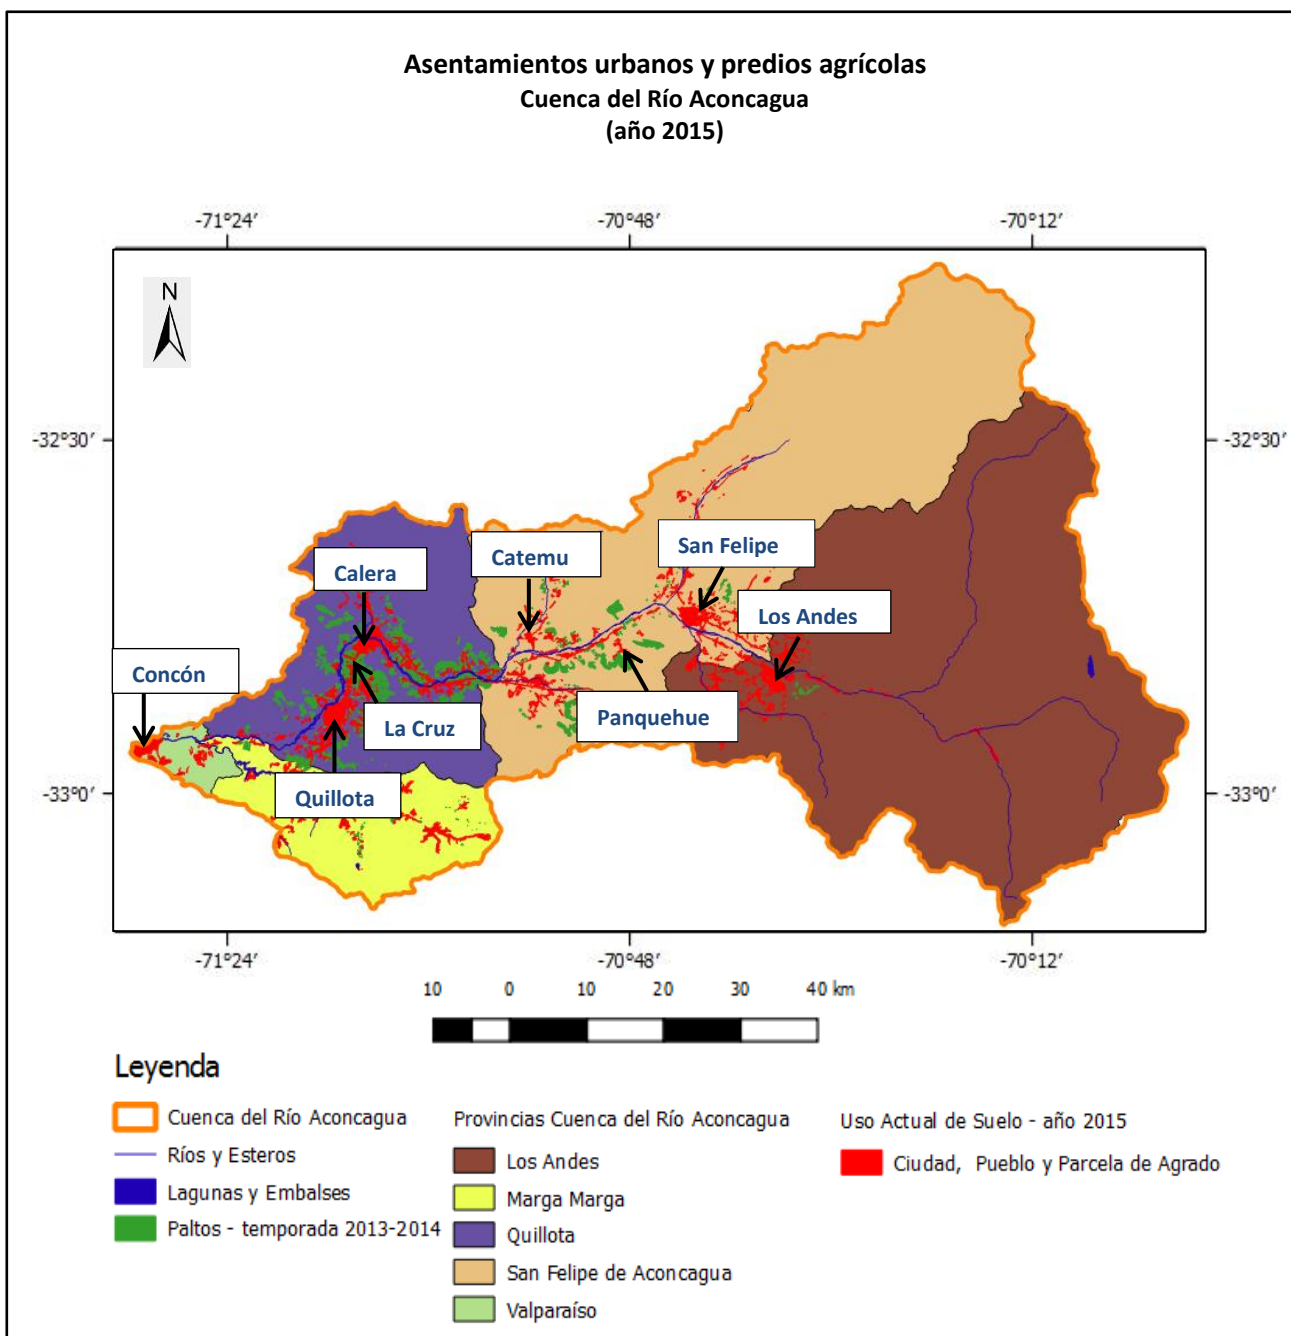 Asentamientos urbanos y predios agrícolas
Cuenca del Río Aconcagua
(año 2015)
-71°24′ -70°48′ -70°12′
N
-32°30′ -32°30′
San Felipe
Catemu
Calera
Los Andes
Concón
Panquehue
La Cruz
Quillota
-33°0′ -33°0′
-71°24′ -70°48′ -70°12′
10 0 10 20 30 40 km
Leyenda
Cuenca del Río Aconcagua
Ríos y Esteros
Lagunas y Embalses
Paltos - temporada 2013-2014
Provincias Cuenca del Río Aconcagua
Los Andes
Marga Marga
Quillota
San Felipe de Aconcagua
Valparaíso
Uso Actual de Suelo - año 2015
Ciudad, Pueblo y Parcela de Agrado